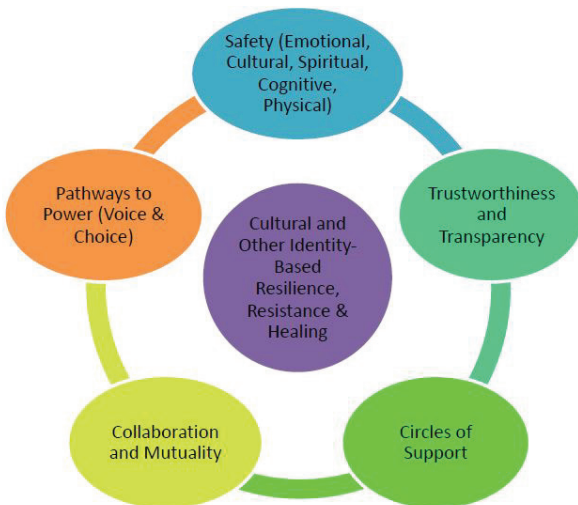 Safety (Emotional,
Cultural, Spiritual,
Cognitive,
Physical)
Pathways to
Power (Voice &
Choice)
Trustworthiness
and
Transparency
Cultural and
Other Identity-
Based
Resilience,
Resistance &
Healing
Collaboration
and Mutuality
Circles of
Support